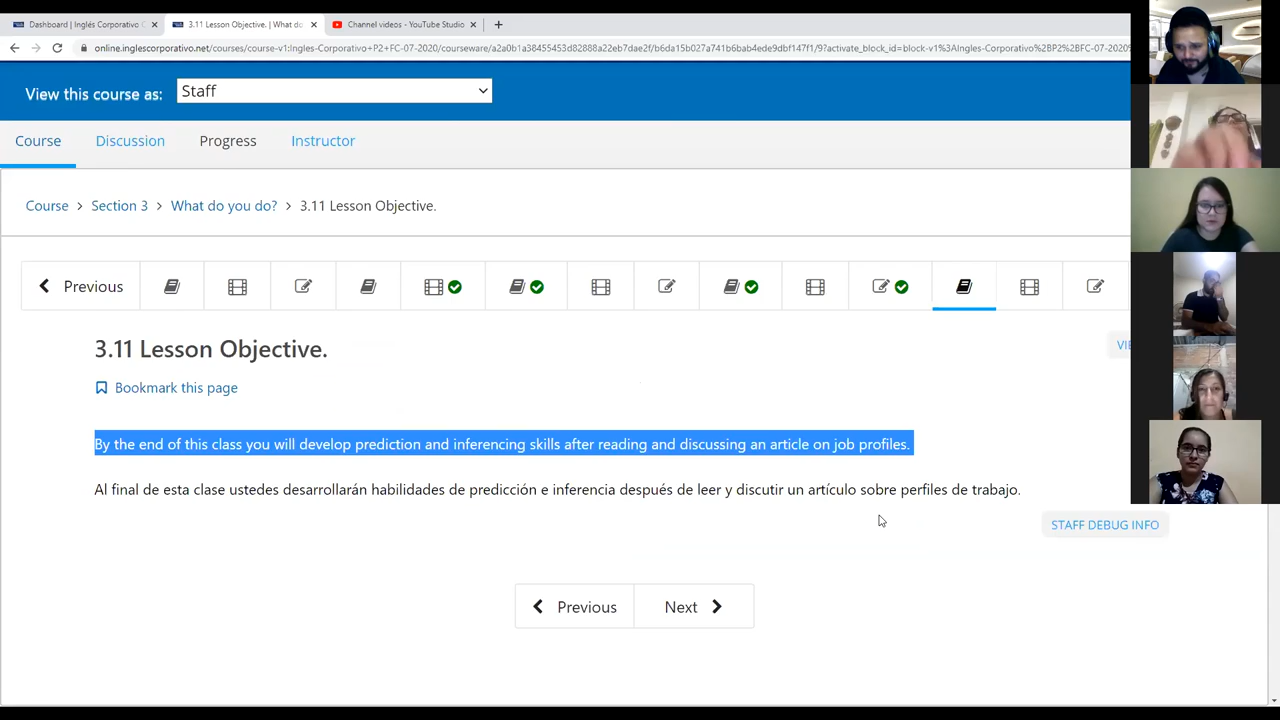 Dashboard | Inglés Corporativo
3.11 Lesson Objective. | What do
Channel videos - YouTube Studio
online.inglescorporativo.net/courses/course-v1:Ingles-Corporativo+P2+FC-07-2020/courseware/a2a0b1a38455453d82888a22eb7dae2f/b6da15b027a741b6bab4ede9dbf147f1/9?activate_block_id=block-v1%3AIngles-Corporativo%2BP2%2BFC-07-2020%
View this course as: Staff
Course Discussion Progress Instructor
Course > Section 3 > What do you do? > 3.11 Lesson Objective.
Previous
3.11 Lesson Objective.
VIE
Bookmark this page
By the end of this class you will develop prediction and inferencing skills after reading and discussing an article on job profiles.
Al final de esta clase ustedes desarrollarán habilidades de predicción e inferencia después de leer y discutir un artículo sobre perfiles de trabajo.
STAFF DEBUG INFO
Previous Next